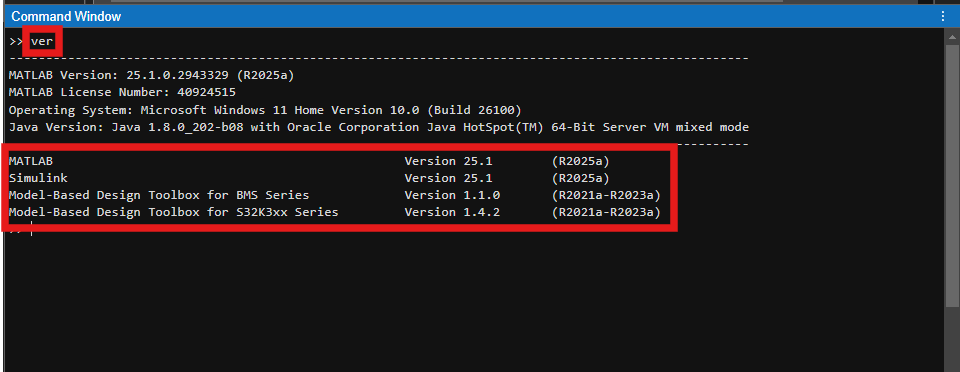 Command Window
>> ver
-----------------------------------------------------------------------------------------
MATLAB Version: 25.1.0.2943329 (R2025a)
MATLAB License Number: 40924515
Operating System: Microsoft Windows 11 Home Version 10.0 (Build 26100)
Java Version: Java 1.8.0_202-b08 with Oracle Corporation Java HotSpot(TM) 64-Bit Server VM mixed mode
-----------------------------------------------------------------------------------------
MATLAB Version 25.1 (R2025a)
Simulink Version 25.1 (R2025a)
Model-Based Design Toolbox for BMS Series Version 1.1.0 (R2021a-R2023a)
Model-Based Design Toolbox for S32K3xx Series Version 1.4.2 (R2021a-R2023a)
>>